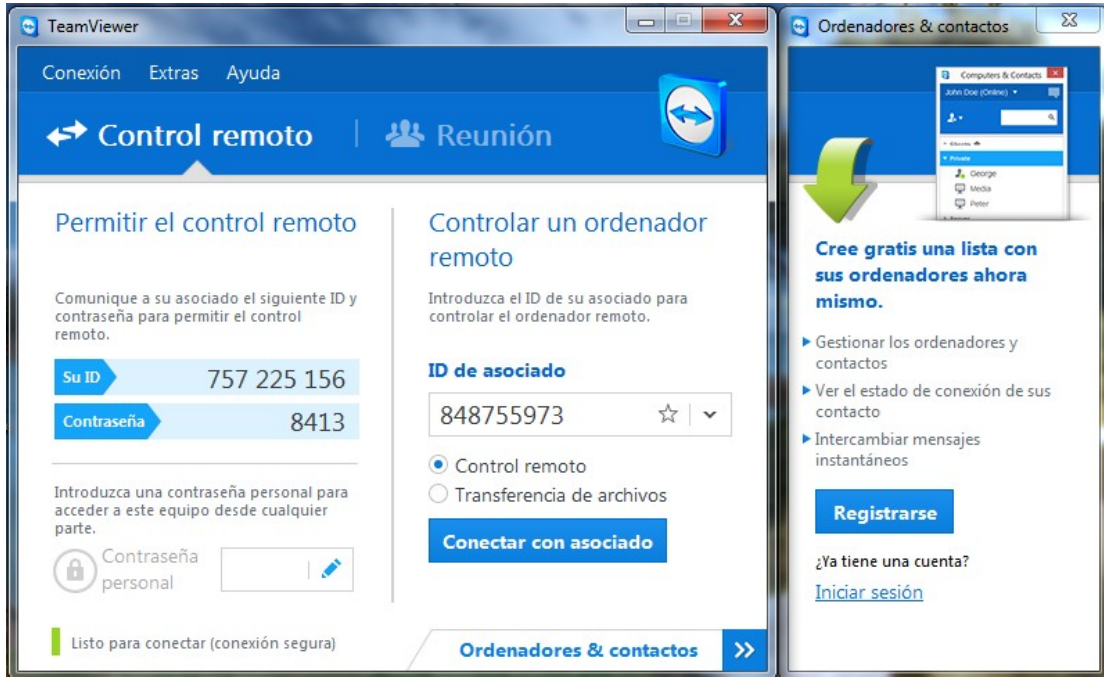 TeamViewer
Conexión Extras Ayuda
Control remoto
Reunión
Permitir el control remoto
Comunique a su asociado el siguiente ID y
contraseña para permitir el control
remoto.
Su ID 757 225 156
Contraseña 8413
Introduzca una contraseña personal para
acceder a este equipo desde cualquier
parte.
Contraseña
personal
Listo para conectar (conexión segura)
Controlar un ordenador
remoto
Introduzca el ID de su asociado para
controlar el ordenador remoto.
ID de asociado
848755973
Control remoto
Transferencia de archivos
Conectar con asociado
Ordenadores & contactos
Ordenadores & contactos
Computers & Contacts
John Doe (Online)
Private
George
Media
Peter
Cree gratis una lista con
sus ordenadores ahora
mismo.
Gestionar los ordenadores y
contactos
Ver el estado de conexión de sus
contacto
Intercambiar mensajes
instantáneos
Registrarse
¿Ya tiene una cuenta?
Iniciar sesión